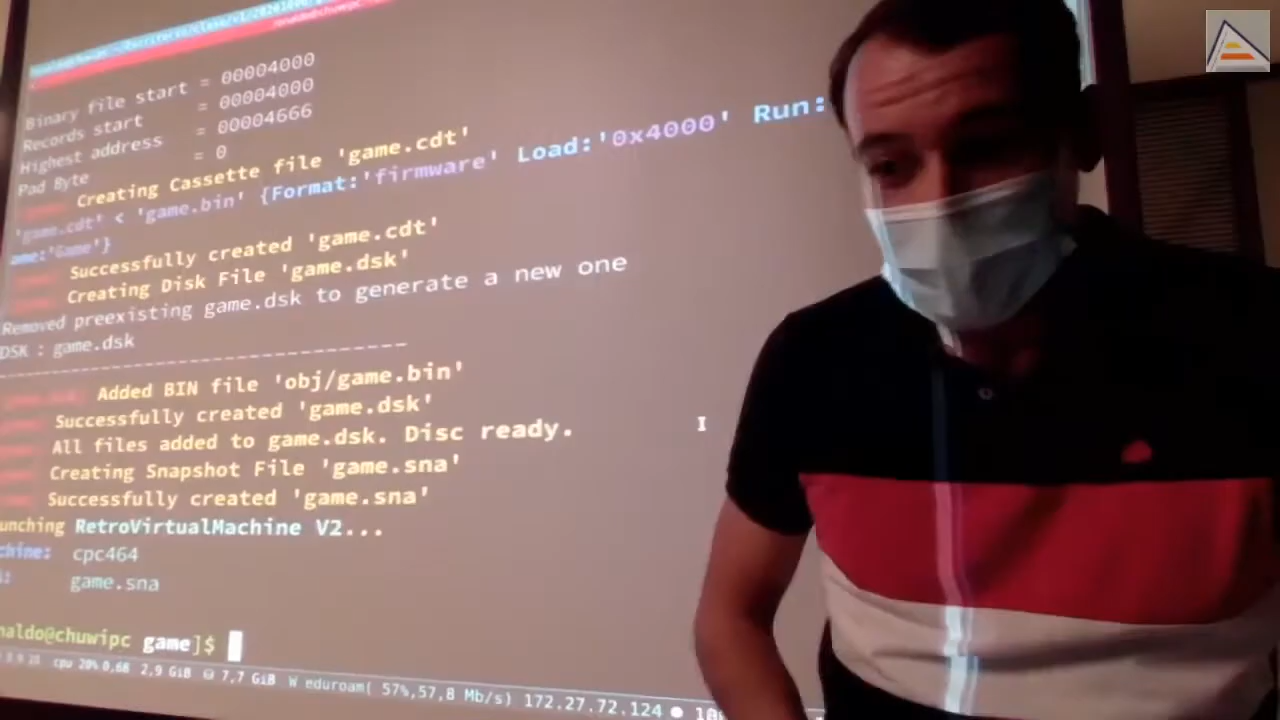 Binary file start = 00004000
Records start = 00004000
Highest address = 00004666
Pad Byte = 0
Creating Cassette file 'game.cdt'
'game.cdt' < 'game.bin' {Format:'firmware' Load:'0x4000' Run:
ame:'Game'}
Successfully created 'game.cdt'
Creating Disk File 'game.dsk'
Removed preexisting game.dsk to generate a new one
DSK : game.dsk
Added BIN file 'obj/game.bin'
Successfully created 'game.dsk'
All files added to game.dsk. Disc ready.
Creating Snapshot File 'game.sna'
Successfully created 'game.sna'
unching RetroVirtualMachine V2...
chine: cpc464
game.sna
naldo@chuwipc game]$
cpu 20% 0,68 2,9 GiB 7,7 GiB W eduroam( 57%,57,8 Mb/s) 172.27.72.124